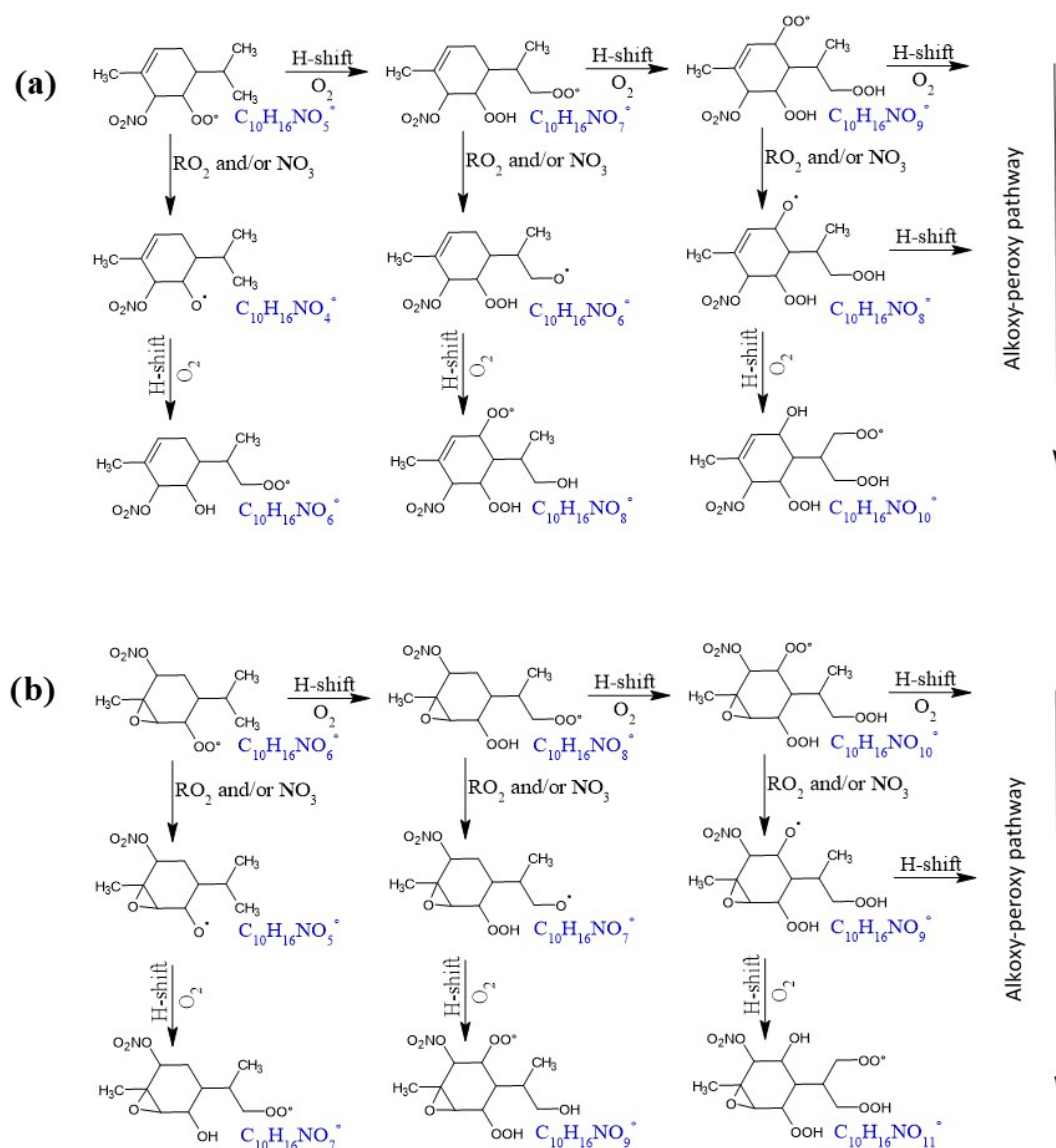 (a)
H₃C O₂NO OO° CH₃ CH₃ C₁₀H₁₆NO₅°
H-shift
O₂
H₃C O₂NO OOH CH₃ OO° C₁₀H₁₆NO₇°
H-shift
O₂
OO° H₃C O₂NO OOH CH₃ OOH C₁₀H₁₆NO₉°
H-shift
O₂
RO₂ and/or NO₃
RO₂ and/or NO₃
RO₂ and/or NO₃
H₃C O₂NO O• CH₃ CH₃ C₁₀H₁₆NO₄°
H₃C O₂NO OOH CH₃ O• C₁₀H₁₆NO₆°
O• H₃C O₂NO OOH CH₃ OOH C₁₀H₁₆NO₈°
H-shift
H-shift O₂
H-shift O₂
H-shift O₂
H₃C O₂NO OH CH₃ OO° C₁₀H₁₆NO₆°
OO° H₃C O₂NO OOH CH₃ OH C₁₀H₁₆NO₈°
OH H₃C O₂NO OOH OO° OOH C₁₀H₁₆NO₁₀°
Alkoxy-peroxy pathway
(b)
O₂NO H₃C O OO° CH₃ CH₃ C₁₀H₁₆NO₆°
H-shift
O₂
O₂NO H₃C O OOH CH₃ OO° C₁₀H₁₆NO₈°
H-shift
O₂
O₂NO OO° H₃C O OOH CH₃ OOH C₁₀H₁₆NO₁₀°
H-shift
O₂
RO₂ and/or NO₃
RO₂ and/or NO₃
RO₂ and/or NO₃
O₂NO H₃C O O• CH₃ CH₃ C₁₀H₁₆NO₅°
O₂NO H₃C O OOH CH₃ O• C₁₀H₁₆NO₇°
O₂NO O• H₃C O OOH CH₃ OOH C₁₀H₁₆NO₉°
H-shift
H-shift O₂
H-shift O₂
H-shift O₂
O₂NO H₃C O OH CH₃ OO° C₁₀H₁₆NO₇°
O₂NO OO° H₃C O OOH CH₃ OH C₁₀H₁₆NO₉°
O₂NO OH H₃C O OOH OO° OOH C₁₀H₁₆NO₁₁°
Alkoxy-peroxy pathway